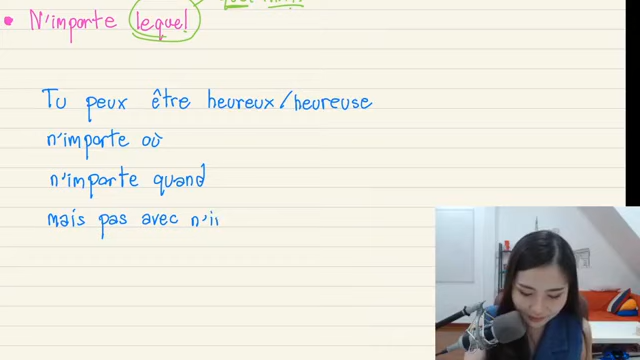 • N'importe lequel
Tu peux être heureux/heureuse
n'importe où
n'importe quand
mais pas avec n'i